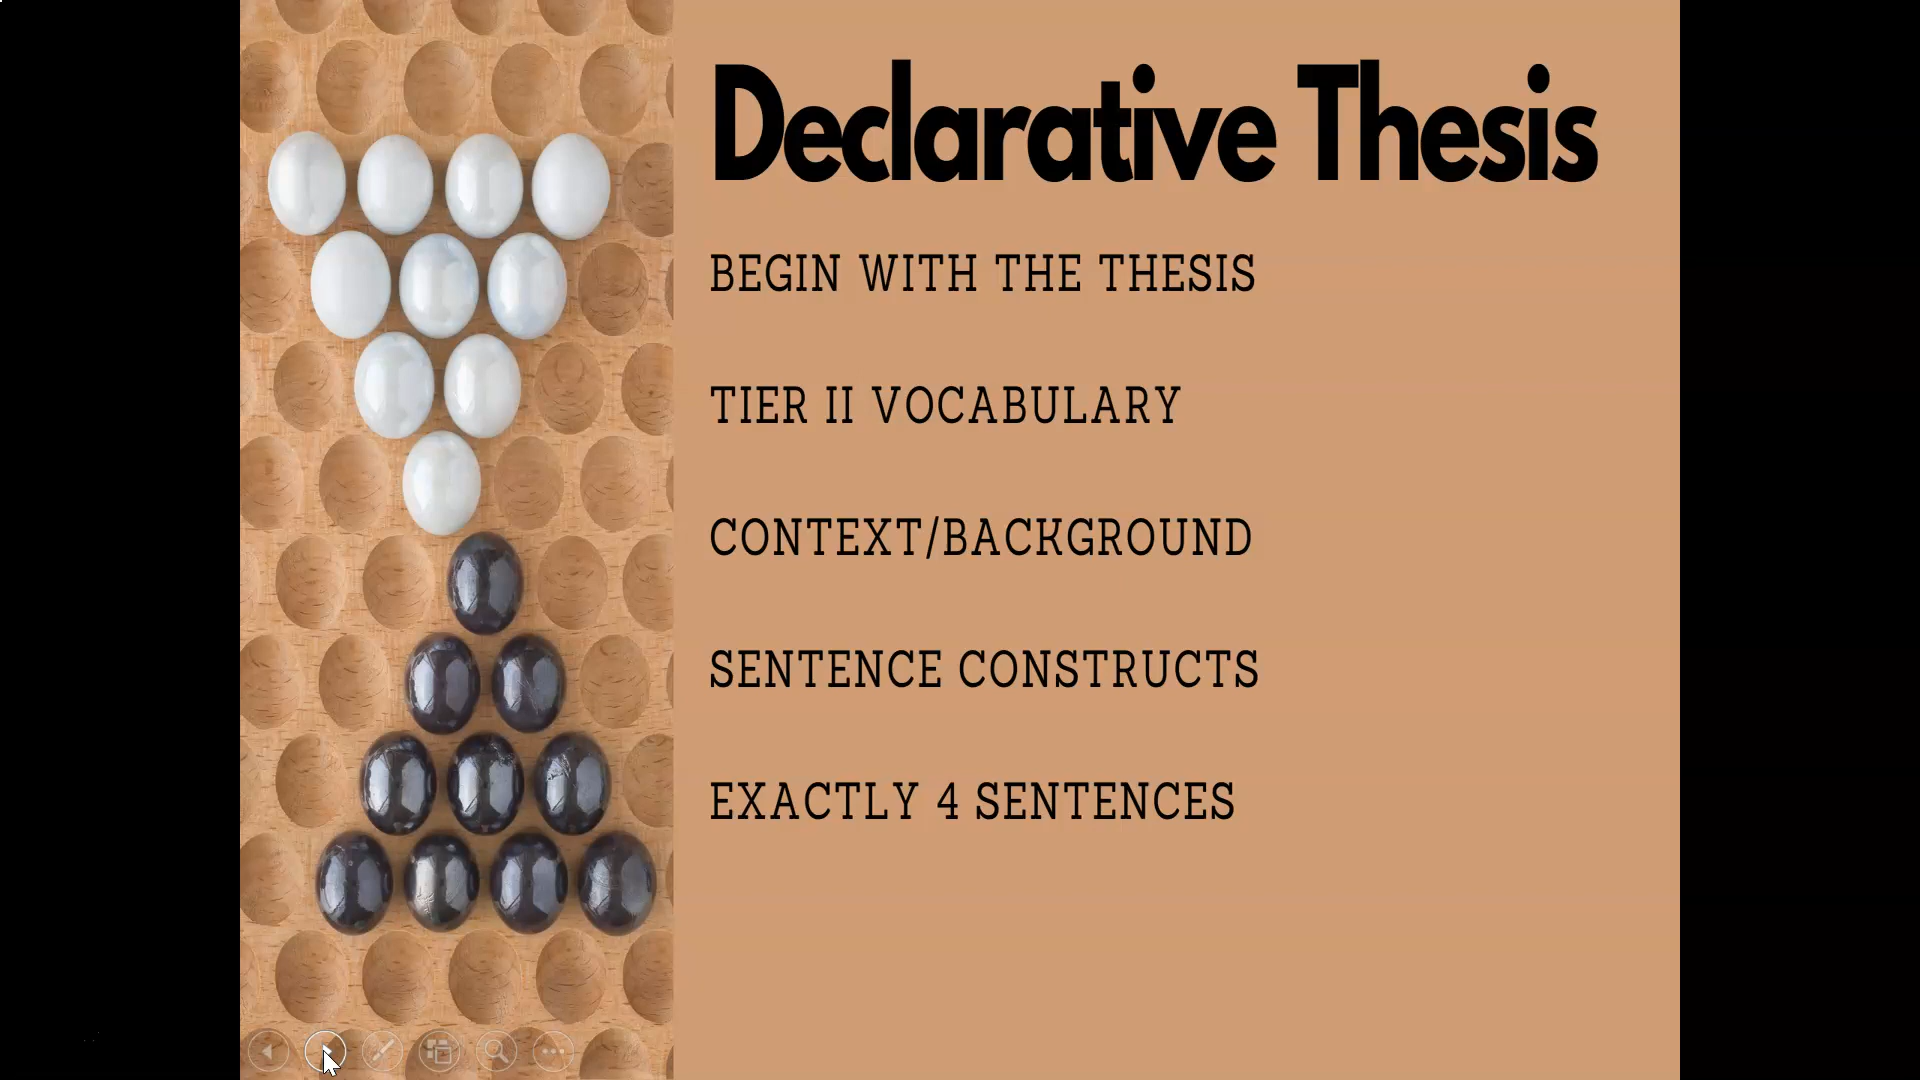 Declarative Thesis
BEGIN WITH THE THESIS
TIER II VOCABULARY
CONTEXT/BACKGROUND
SENTENCE CONSTRUCTS
EXACTLY 4 SENTENCES